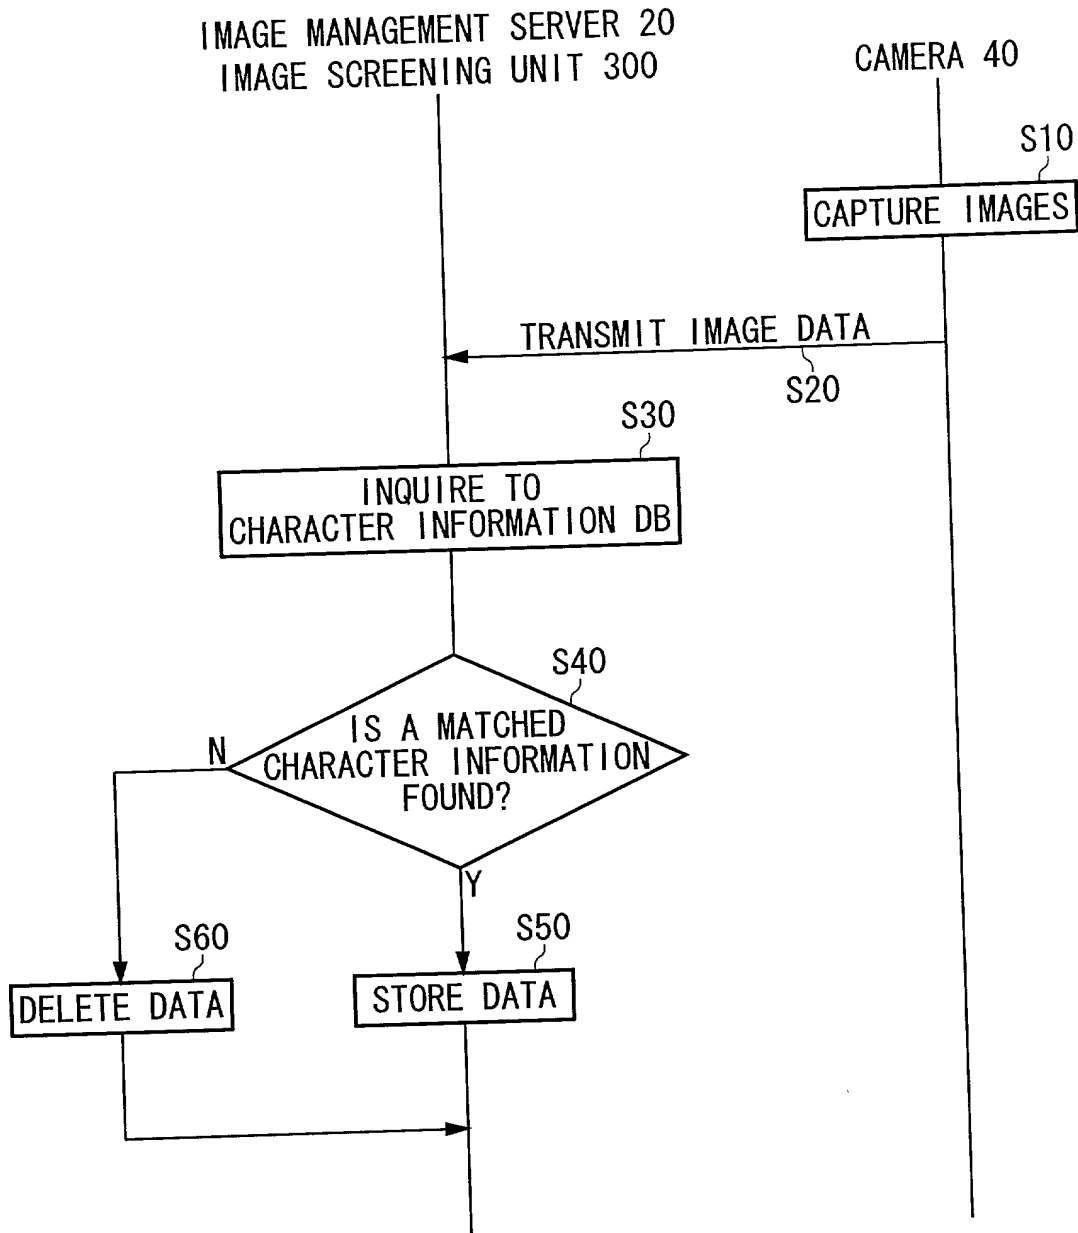 IMAGE MANAGEMENT SERVER 20
IMAGE SCREENING UNIT 300
CAMERA 40
S10
CAPTURE IMAGES
TRANSMIT IMAGE DATA
S20
S30
INQUIRE TO
CHARACTER INFORMATION DB
S40
IS A MATCHED
CHARACTER INFORMATION
FOUND?
N
Y
S60
DELETE DATA
S50
STORE DATA